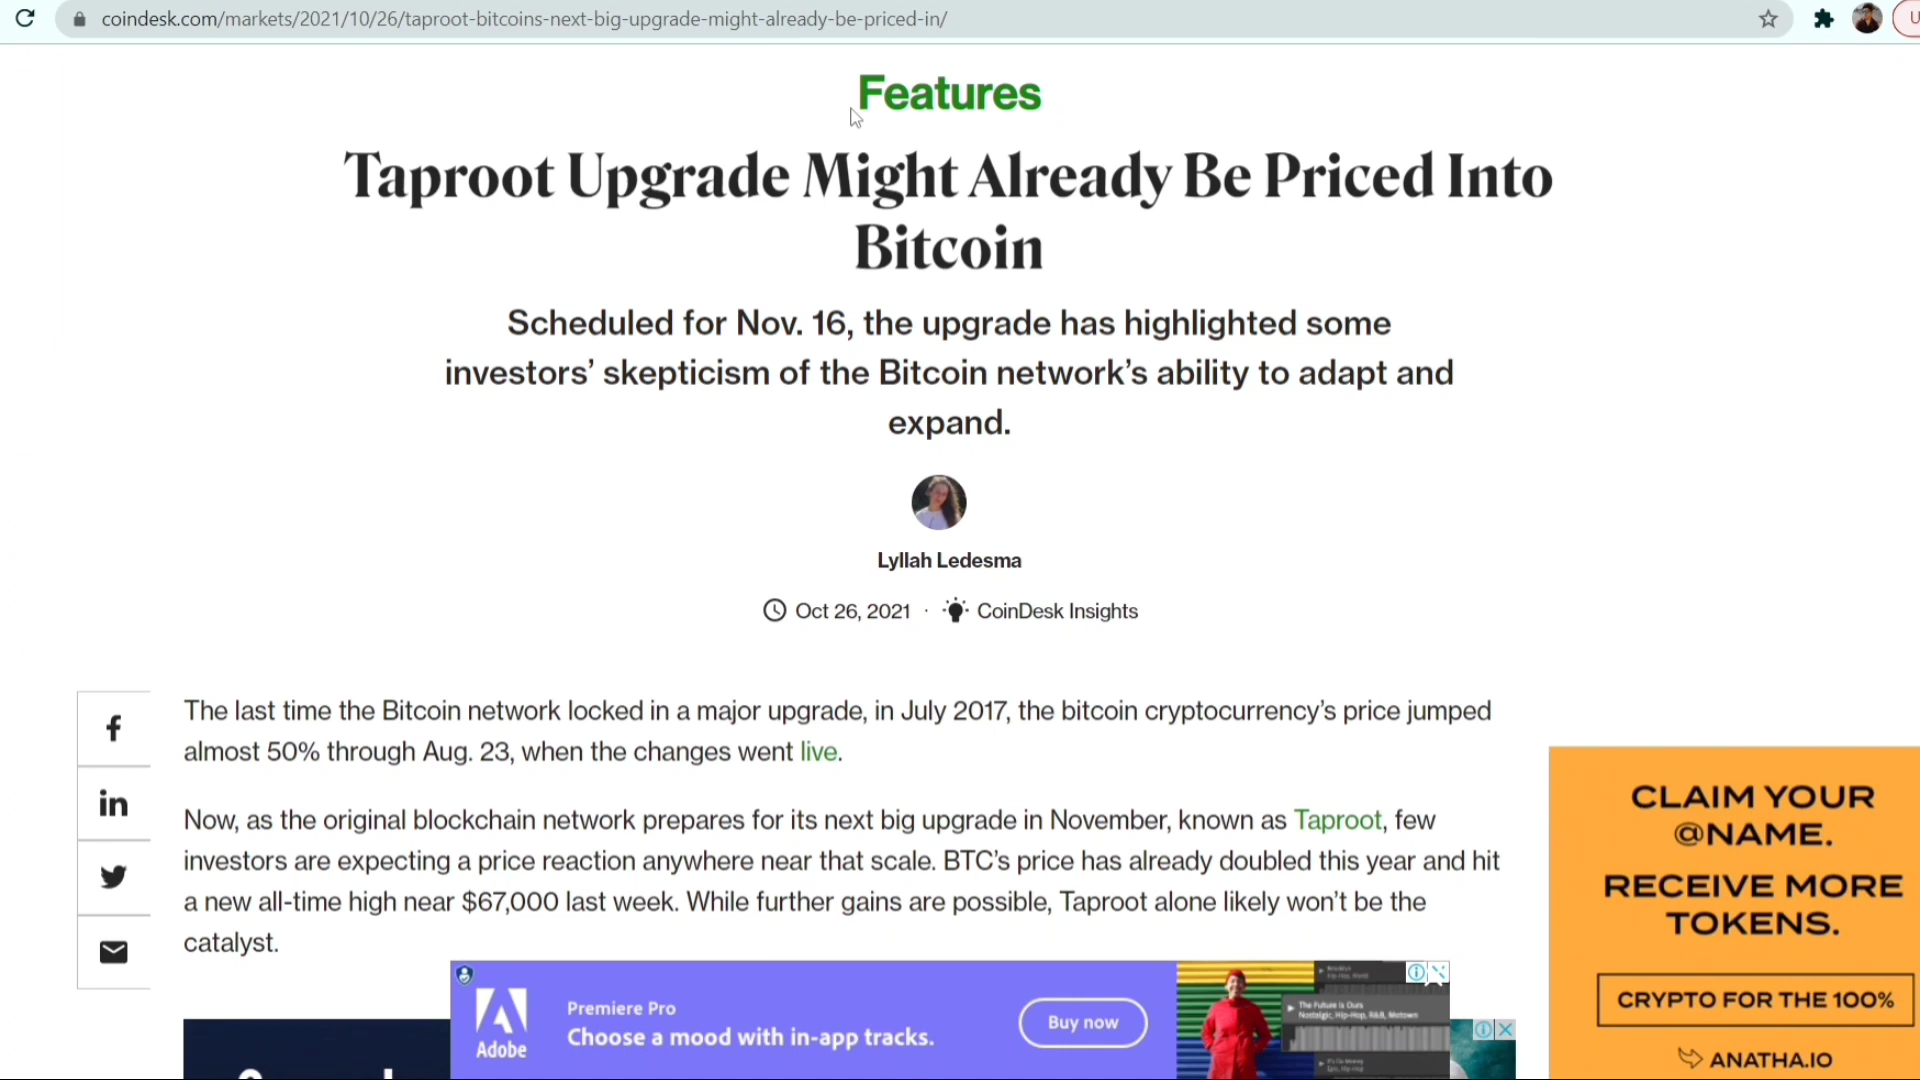 coindesk.com/markets/2021/10/26/taproot-bitcoins-next-big-upgrade-might-already-be-priced-in/
Features
Taproot Upgrade Might Already Be Priced Into
Bitcoin
Scheduled for Nov. 16, the upgrade has highlighted some
investors’ skepticism of the Bitcoin network’s ability to adapt and
expand.
Lyllah Ledesma
Oct 26, 2021 · CoinDesk Insights
The last time the Bitcoin network locked in a major upgrade, in July 2017, the bitcoin cryptocurrency’s price jumped
almost 50% through Aug. 23, when the changes went live.
Now, as the original blockchain network prepares for its next big upgrade in November, known as Taproot, few
investors are expecting a price reaction anywhere near that scale. BTC’s price has already doubled this year and hit
a new all-time high near $67,000 last week. While further gains are possible, Taproot alone likely won’t be the
catalyst.
Adobe
Premiere Pro
Choose a mood with in-app tracks.
Buy now
The Future is Ours
Nostalgic, Hip-Hop, R&B, Motown
CLAIM YOUR
@NAME.
RECEIVE MORE
TOKENS.
CRYPTO FOR THE 100%
ANATHA.IO